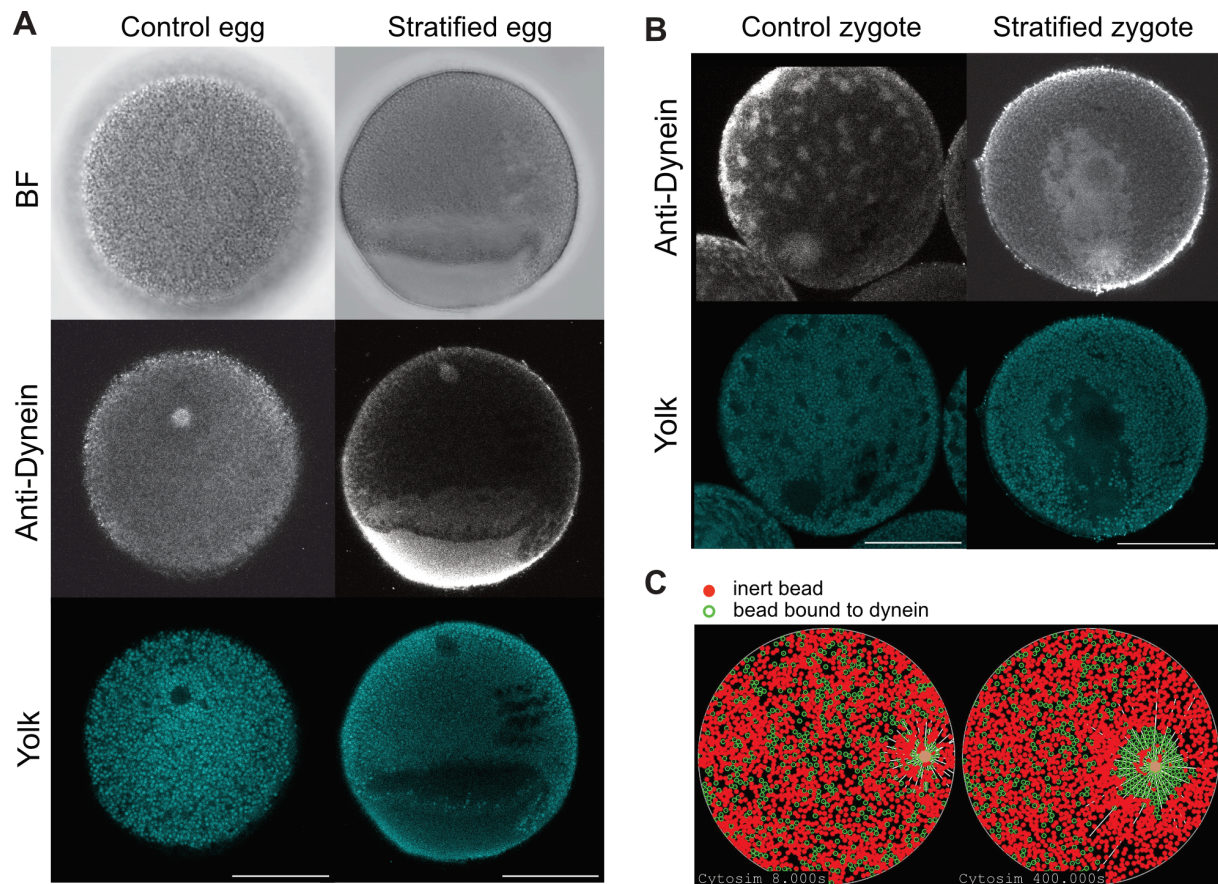 A
Control egg
Stratified egg
BF
Anti-Dynein
Yolk
B
Control zygote
Stratified zygote
Anti-Dynein
Yolk
C
inert bead
bead bound to dynein
Cytosim 8.000s
Cytosim 400.000s